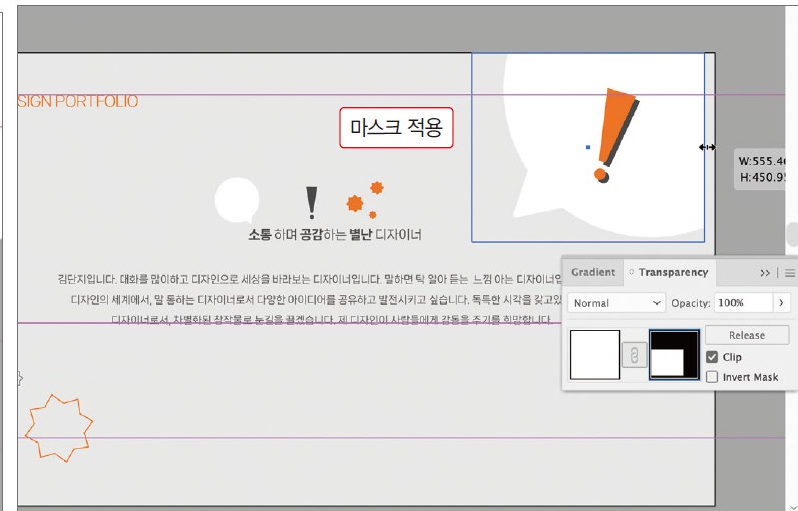 SIGN PORTFOLIO
마스크 적용
W:555.4
H:450.9
소통 하며 공감하는 별난 디자이너
김단지입니다. 대화를 많이하고 디자인으로 세상을 바라보는 디자이너입니다. 말하면 탁 알아 듣는 느낌 아는 디자이너
디자인의 세계에서, 말 통하는 디자이너로서 다양한 아이디어를 공유하고 발전시키고 싶습니다. 독특한 시각을 갖고
디자이너로서, 차별화된 창작물로 눈길을 끌겠습니다. 제 디자인이 사람들에게 감동을 주기를 희망합니다.
Gradient Transparency
Normal Opacity: 100%
Release
Clip
Invert Mask